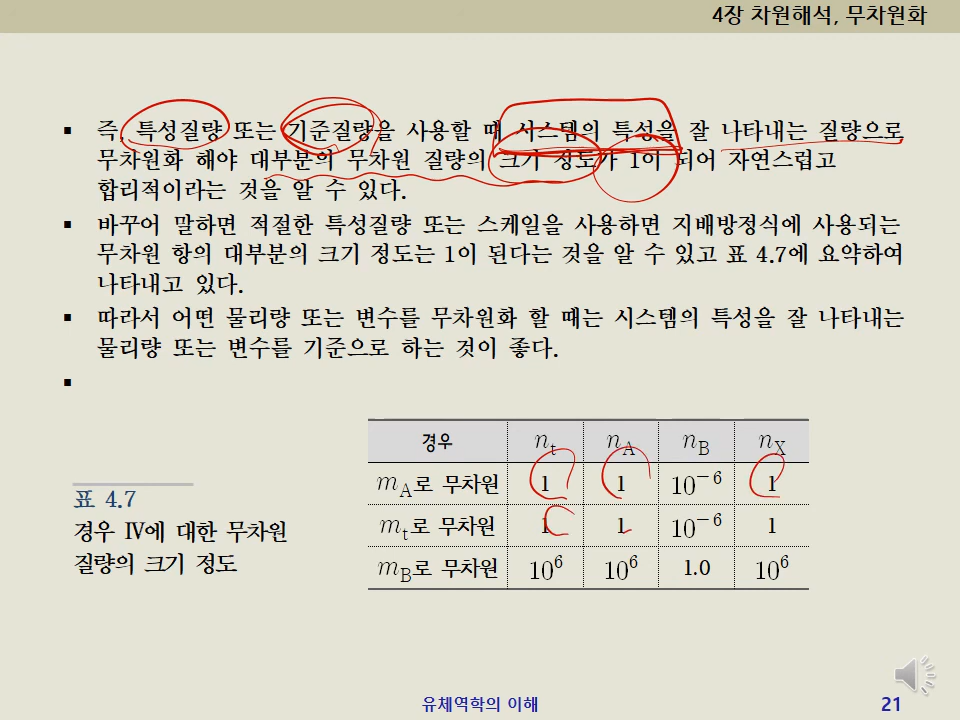 4장 차원해석, 무차원화
▪ 즉, 특성질량 또는 기준질량을 사용할 때 시스템의 특성을 잘 나타내는 질량으로
무차원화 해야 대부분의 무차원 질량의 크기 정도가 1이 되어 자연스럽고
합리적이라는 것을 알 수 있다.
▪ 바꾸어 말하면 적절한 특성질량 또는 스케일을 사용하면 지배방정식에 사용되는
무차원 항의 대부분의 크기 정도는 1이 된다는 것을 알 수 있고 표 4.7에 요약하여
나타내고 있다.
▪ 따라서 어떤 물리량 또는 변수를 무차원화 할 때는 시스템의 특성을 잘 나타내는
물리량 또는 변수를 기준으로 하는 것이 좋다.
▪
표 4.7
경우 Ⅳ에 대한 무차원
질량의 크기 정도
경우 n_t n_A n_B n_X
m_A로 무차원 1 1 10^{-6} 1
m_t로 무차원 1 1 10^{-6} 1
m_B로 무차원 10^6 10^6 1.0 10^6
유체역학의 이해
21